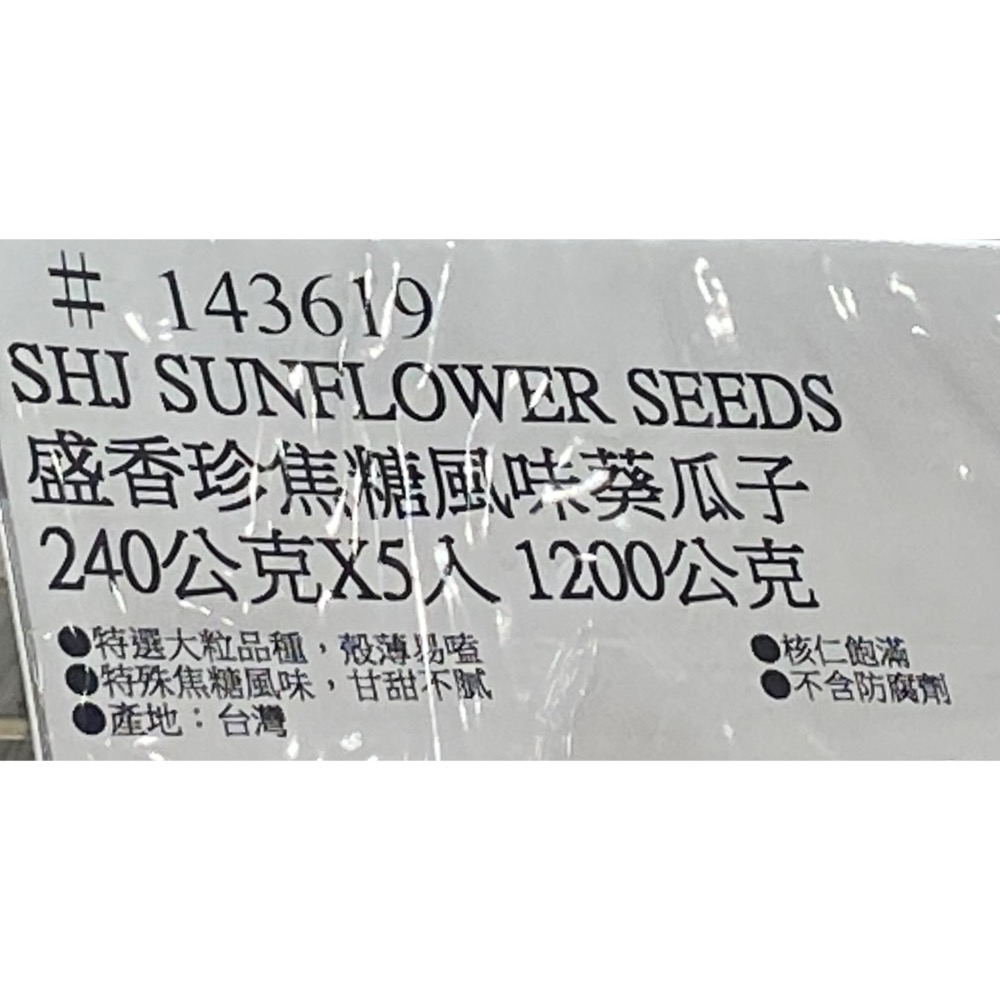 # 143619
SHJ SUNFLOWER SEEDS
盛香珍焦糖風味葵瓜子
240公克X5入 1200公克
●特選大粒品種，殼薄易嗑
●核仁飽滿
●特殊焦糖風味，甘甜不膩
●不含防腐劑
●產地：台灣